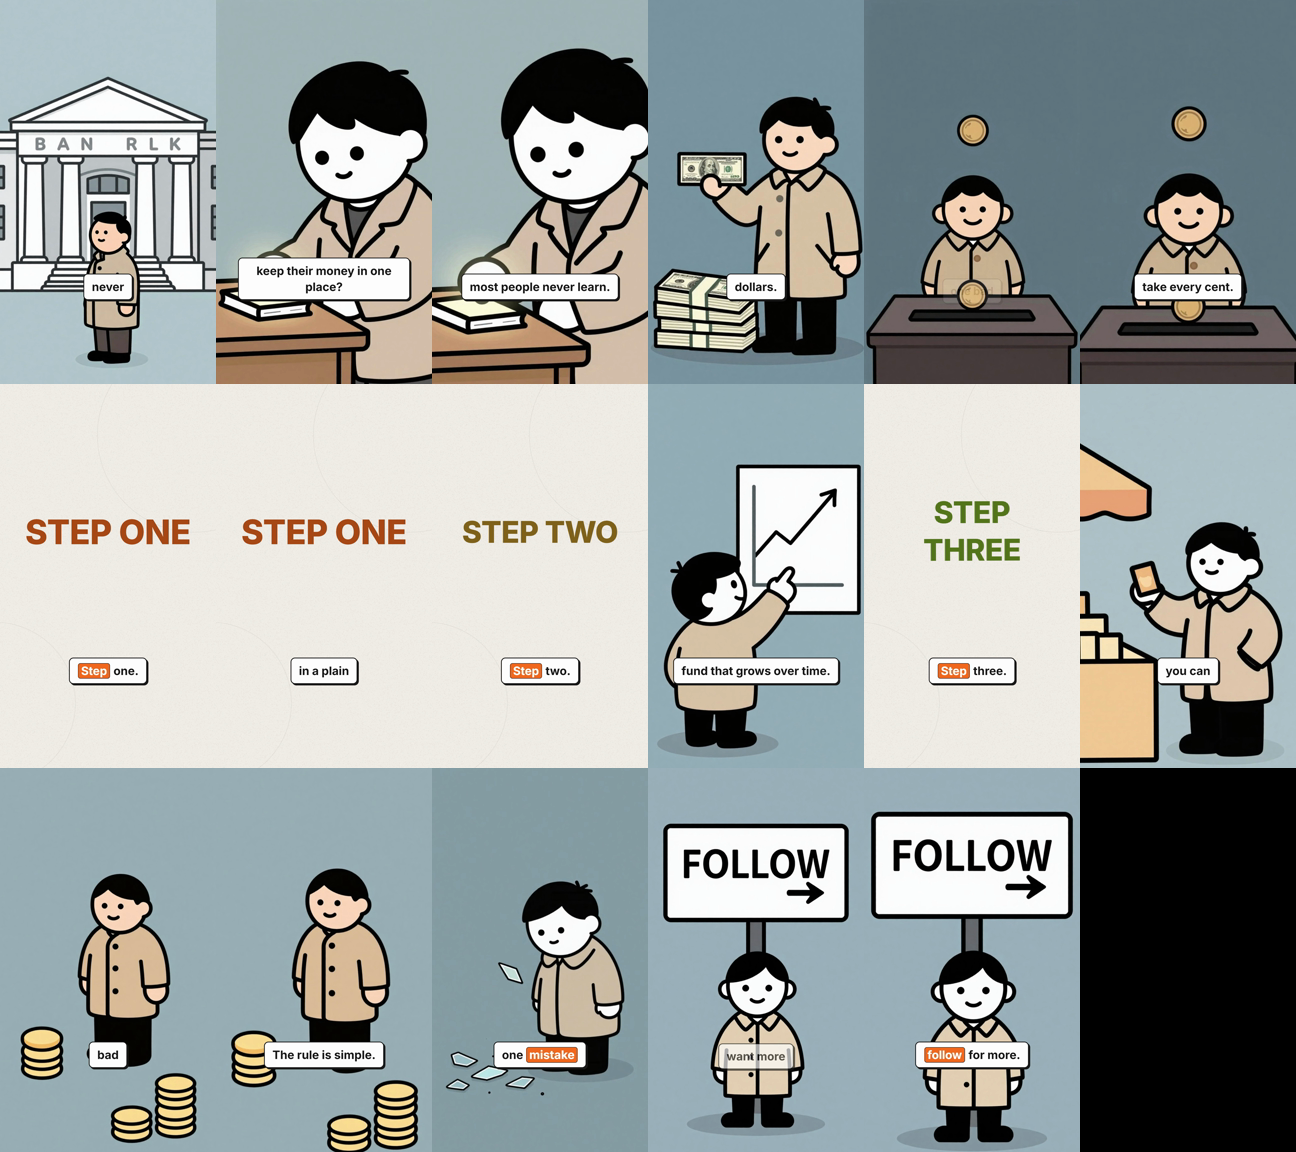 BAN RLK
never
keep their money in one
place?
most people never learn.
dollars.
take every cent.
STEP ONE
Step one.
STEP ONE
in a plain
STEP TWO
Step two.
fund that grows over time.
STEP
THREE
Step three.
you can
bad
The rule is simple.
one mistake
FOLLOW
want more
FOLLOW
follow for more.